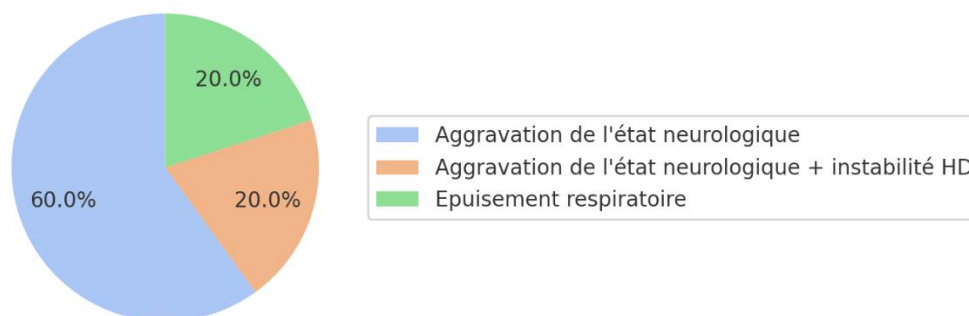 20.0%
60.0%
20.0%
Aggravation de l'état neurologique
Aggravation de l'état neurologique + instabilité HD
Epuisement respiratoire